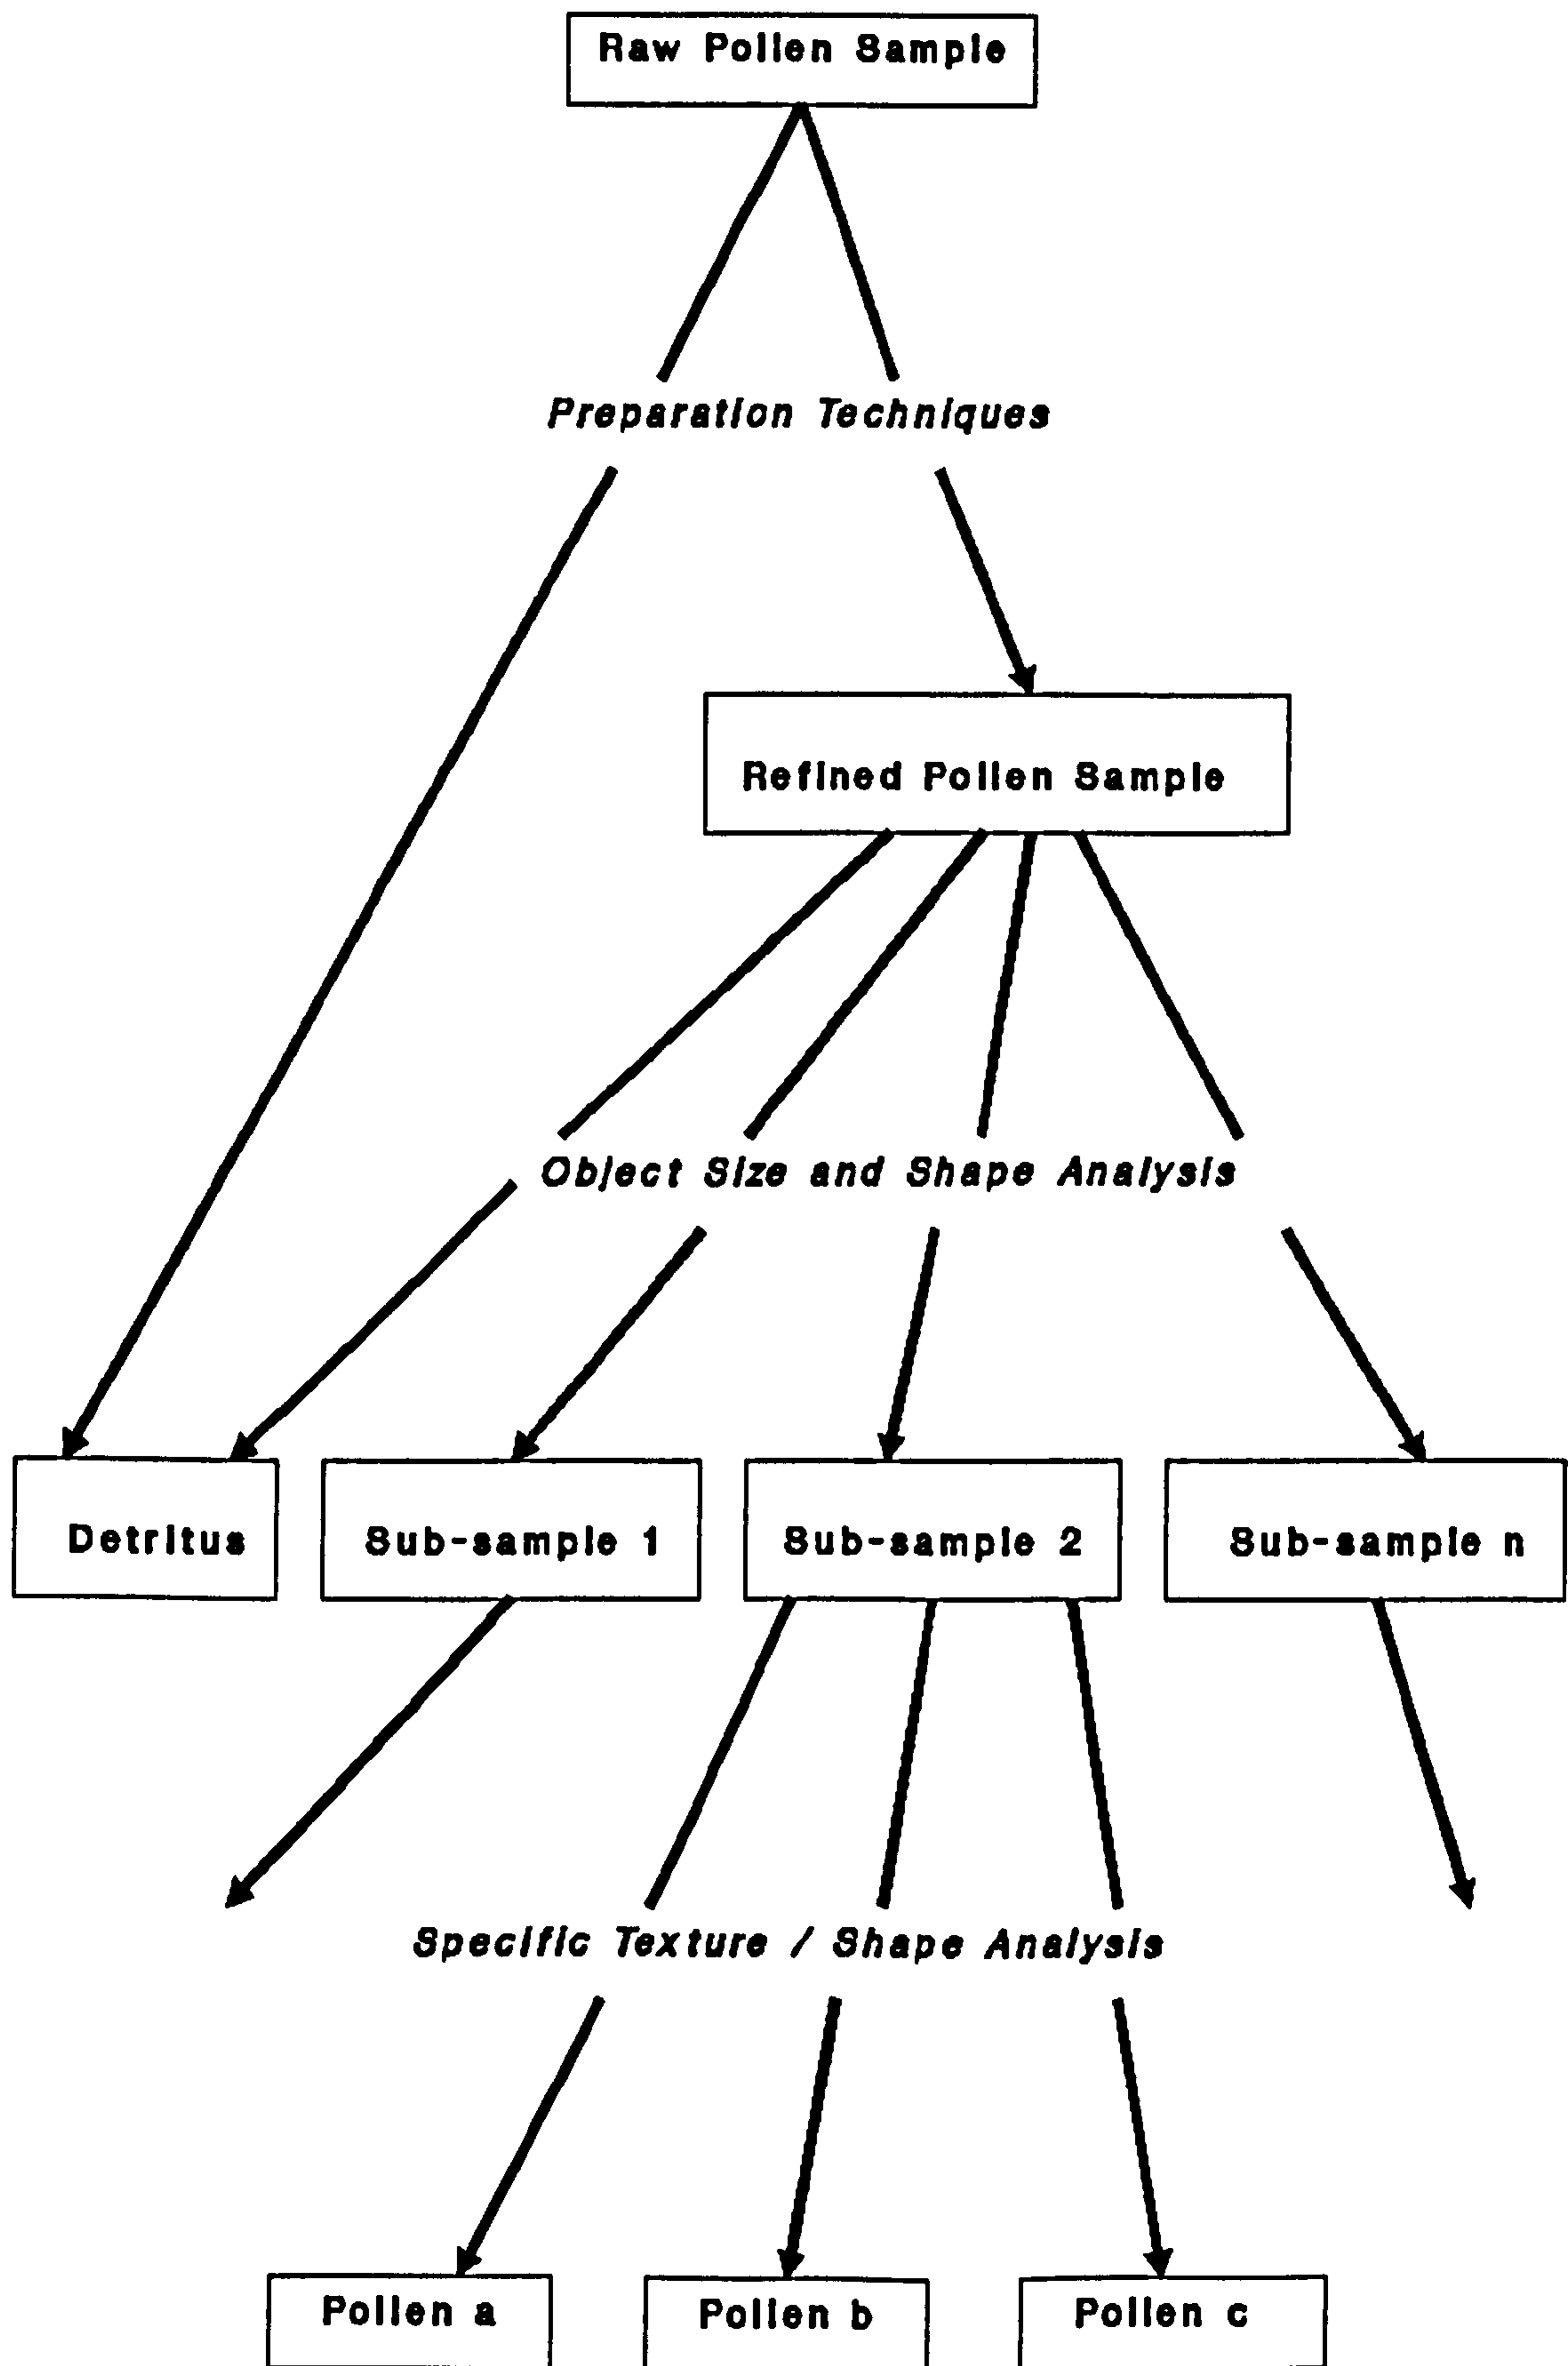 Raw Pollen Sample
Preparation Techniques
Refined Pollen Sample
Object Size and Shape Analysis
Detritus
Sub-sample 1
Sub-sample 2
Sub-sample n
Specific Texture / Shape Analysis
Pollen a
Pollen b
Pollen c